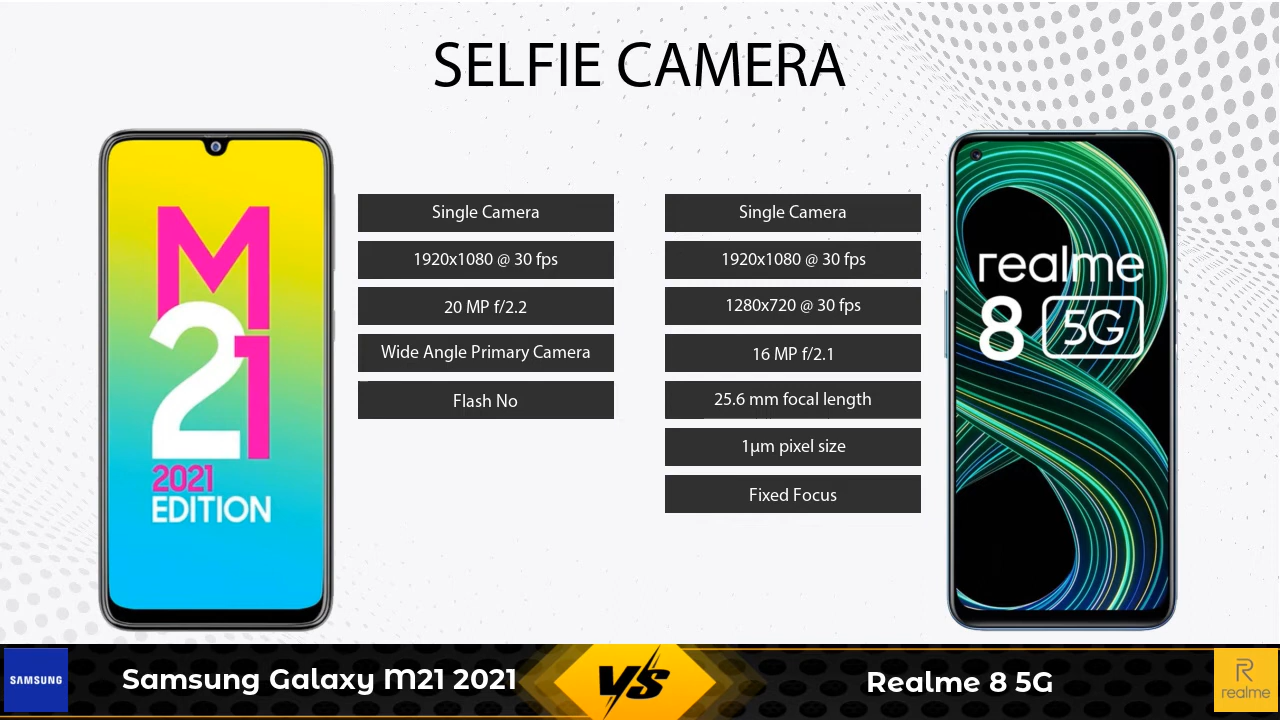 SELFIE CAMERA
M
21
2021
EDITION
Single Camera
1920x1080 @ 30 fps
20 MP f/2.2
Wide Angle Primary Camera
Flash No
Single Camera
1920x1080 @ 30 fps
1280x720 @ 30 fps
16 MP f/2.1
25.6 mm focal length
1µm pixel size
Fixed Focus
realme
8 5G
SAMSUNG
Samsung Galaxy M21 2021
VS
Realme 8 5G
R
realme